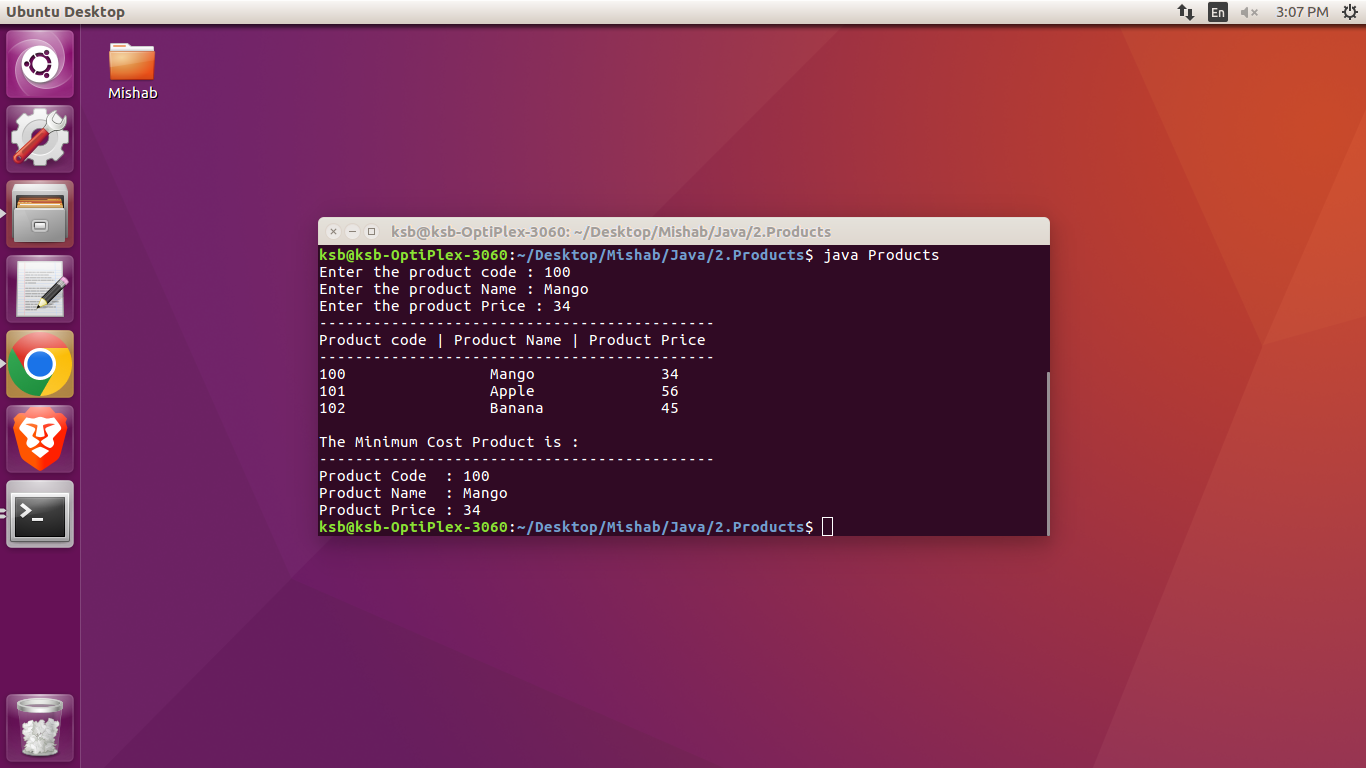 Ubuntu Desktop
En
3:07 PM
Mishab
ksb@ksb-OptiPlex-3060: ~/Desktop/Mishab/Java/2.Products
ksb@ksb-OptiPlex-3060:~/Desktop/Mishab/Java/2.Products$ java Products
Enter the product code : 100
Enter the product Name : Mango
Enter the product Price : 34
--------------------------------------------
Product code | Product Name | Product Price
--------------------------------------------
100                Mango              34
101                Apple              56
102                Banana             45
The Minimum Cost Product is :
--------------------------------------------
Product Code  : 100
Product Name  : Mango
Product Price : 34
ksb@ksb-OptiPlex-3060:~/Desktop/Mishab/Java/2.Products$